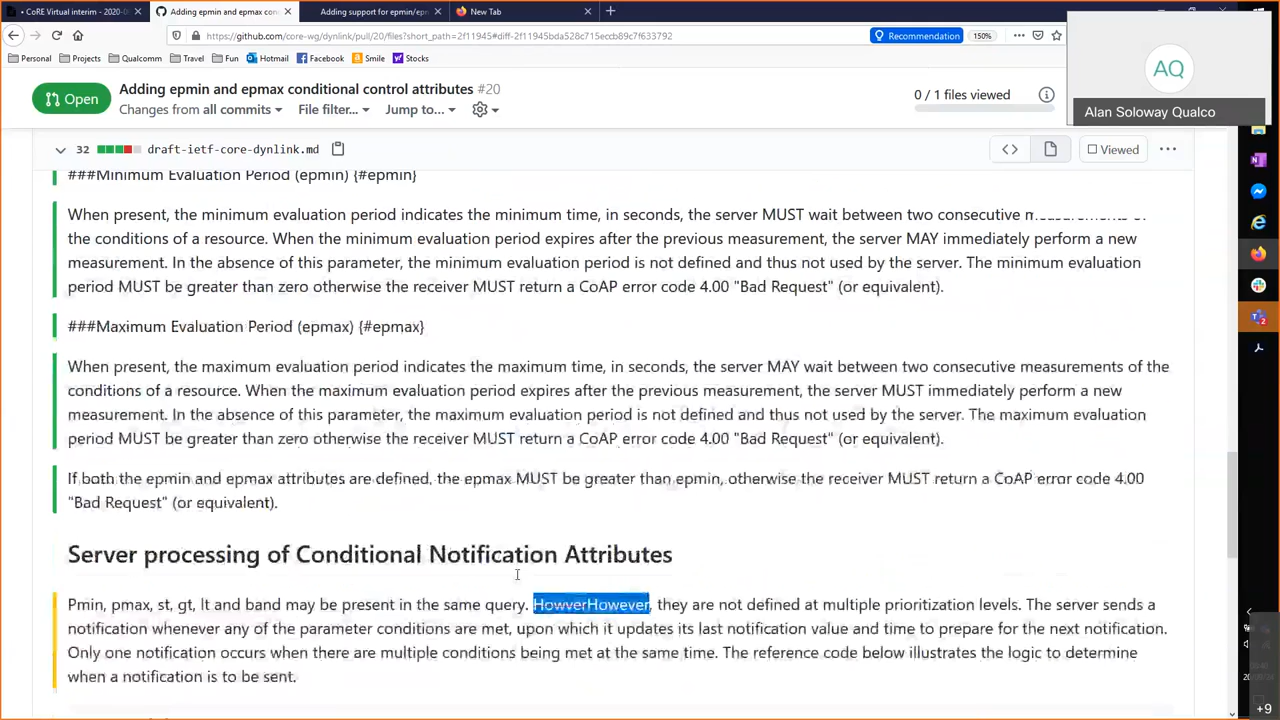 CoRE Virtual interim - 2020-0
Adding epmin and epmax con
Adding support for epmin/ep
New Tab
https://github.com/core-wg/dynlink/pull/20/files?short_path=2f11945#diff-2f11945bda528c715eccb89c7f633792
Recommendation
150%
Personal
Projects
Qualcomm
Travel
Fun
Hotmail
Facebook
Smile
Stocks
AQ
Alan Soloway Qualco
Open
Adding epmin and epmax conditional control attributes #20
Changes from all commits
File filter...
Jump to...
0 / 1 files viewed
32 draft-ietf-core-dynlink.md
Viewed
###Minimum Evaluation Period (epmin) {#epmin}
When present, the minimum evaluation period indicates the minimum time, in seconds, the server MUST wait between two consecutive measurements of
the conditions of a resource. When the minimum evaluation period expires after the previous measurement, the server MAY immediately perform a new
measurement. In the absence of this parameter, the minimum evaluation period is not defined and thus not used by the server. The minimum evaluation
period MUST be greater than zero otherwise the receiver MUST return a CoAP error code 4.00 "Bad Request" (or equivalent).
###Maximum Evaluation Period (epmax) {#epmax}
When present, the maximum evaluation period indicates the maximum time, in seconds, the server MAY wait between two consecutive measurements of the
conditions of a resource. When the maximum evaluation period expires after the previous measurement, the server MUST immediately perform a new
measurement. In the absence of this parameter, the maximum evaluation period is not defined and thus not used by the server. The maximum evaluation
period MUST be greater than zero otherwise the receiver MUST return a CoAP error code 4.00 "Bad Request" (or equivalent).
If both the epmin and epmax attributes are defined, the epmax MUST be greater than epmin, otherwise the receiver MUST return a CoAP error code 4.00
"Bad Request" (or equivalent).
Server processing of Conditional Notification Attributes
Pmin, pmax, st, gt, lt and band may be present in the same query. HowverHowever, they are not defined at multiple prioritization levels. The server sends a
notification whenever any of the parameter conditions are met, upon which it updates its last notification value and time to prepare for the next notification.
Only one notification occurs when there are multiple conditions being met at the same time. The reference code below illustrates the logic to determine
when a notification is to be sent.
+9